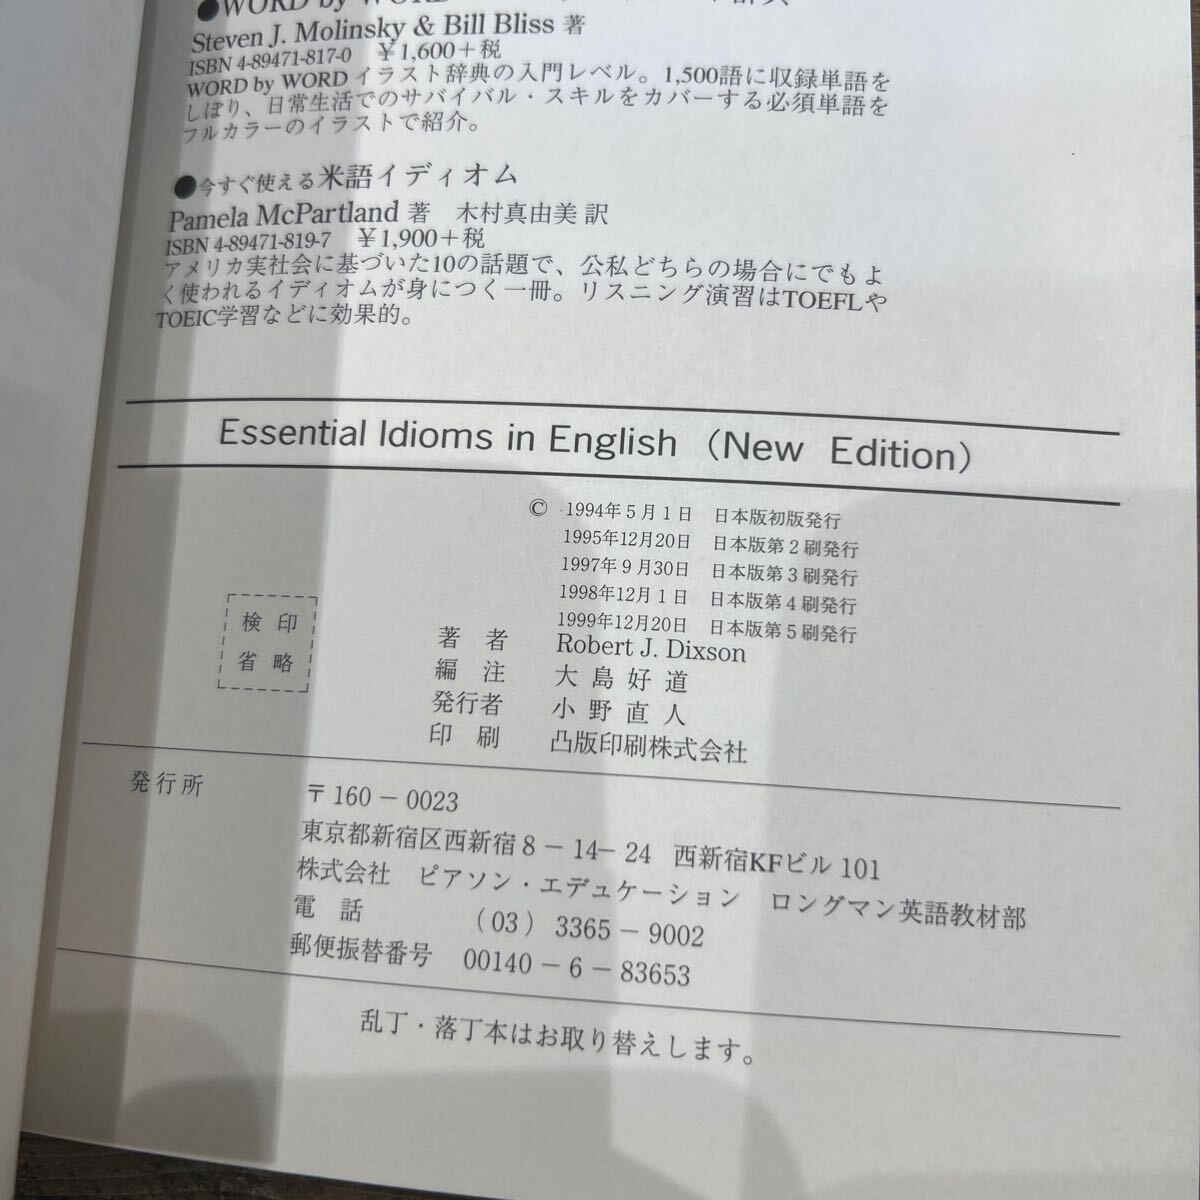 ●WORD by WORD
Steven J. Molinsky & Bill Bliss 著
ISBN 4-89471-817-0　￥1,600＋税
WORD by WORD イラスト辞典の入門レベル。1,500語に収録単語を
しぼり、日常生活でのサバイバル・スキルをカバーする必須単語を
フルカラーのイラストで紹介。
●今すぐ使える米語イディオム
Pamela McPartland 著　木村真由美 訳
ISBN 4-89471-819-7　￥1,900＋税
アメリカ実社会に基づいた10の話題で、公私どちらの場合にでもよ
く使われるイディオムが身につく一冊。リスニング演習はTOEFLや
TOEIC学習などに効果的。
Essential Idioms in English （New Edition）
© 1994年5月1日　日本版初版発行
1995年12月20日　日本版第2刷発行
1997年9月30日　日本版第3刷発行
1998年12月1日　日本版第4刷発行
1999年12月20日　日本版第5刷発行
検印
省略
著者　Robert J. Dixson
編注　大島好道
発行者　小野直人
印刷　凸版印刷株式会社
発行所　〒160－0023
東京都新宿区西新宿8－14－24　西新宿KFビル101
株式会社　ピアソン・エデュケーション　ロングマン英語教材部
電話　（03）3365－9002
郵便振替番号　00140－6－83653
乱丁・落丁本はお取り替えします。